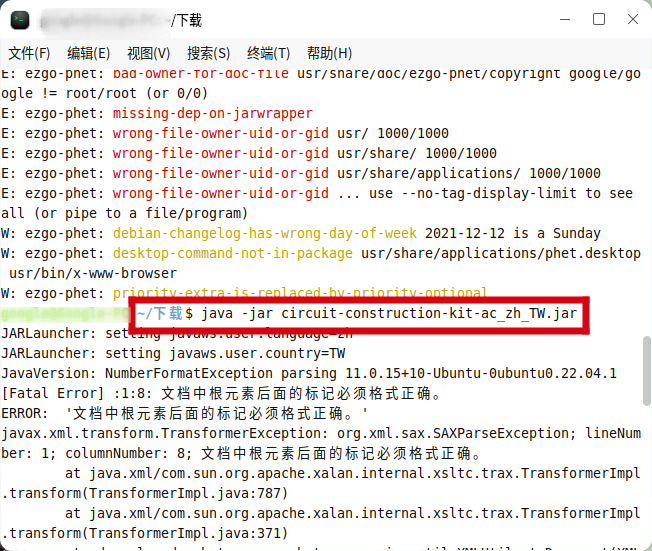 /下载
文件(F) 编辑(E) 视图(V) 搜索(S) 终端(T) 帮助(H)
E: ezgo-phet: bad-owner-for-doc-file usr/share/doc/ezgo-phet/copyright google/go
ogle != root/root (or 0/0)
E: ezgo-phet: missing-dep-on-jarwrapper
E: ezgo-phet: wrong-file-owner-uid-or-gid usr/ 1000/1000
E: ezgo-phet: wrong-file-owner-uid-or-gid usr/share/ 1000/1000
E: ezgo-phet: wrong-file-owner-uid-or-gid usr/share/applications/ 1000/1000
E: ezgo-phet: wrong-file-owner-uid-or-gid ... use --no-tag-display-limit to see
all (or pipe to a file/program)
W: ezgo-phet: debian-changelog-has-wrong-day-of-week 2021-12-12 is a Sunday
W: ezgo-phet: desktop-command-not-in-package usr/share/applications/phet.desktop
usr/bin/x-www-browser
W: ezgo-phet: priority-extra-is-replaced-by-priority-optional
~/下载$ java -jar circuit-construction-kit-ac_zh_TW.jar
JARLauncher: setting javaws.user.language=zh
JARLauncher: setting javaws.user.country=TW
JavaVersion: NumberFormatException parsing 11.0.15+10-Ubuntu-0ubuntu0.22.04.1
[Fatal Error] :1:8: 文档中根元素后面的标记必须格式正确。
ERROR:  '文档中根元素后面的标记必须格式正确。'
javax.xml.transform.TransformerException: org.xml.sax.SAXParseException; lineNum
ber: 1; columnNumber: 8; 文档中根元素后面的标记必须格式正确。
at java.xml/com.sun.org.apache.xalan.internal.xsltc.trax.TransformerImpl
.transform(TransformerImpl.java:787)
at java.xml/com.sun.org.apache.xalan.internal.xsltc.trax.TransformerImpl
.transform(TransformerImpl.java:371)